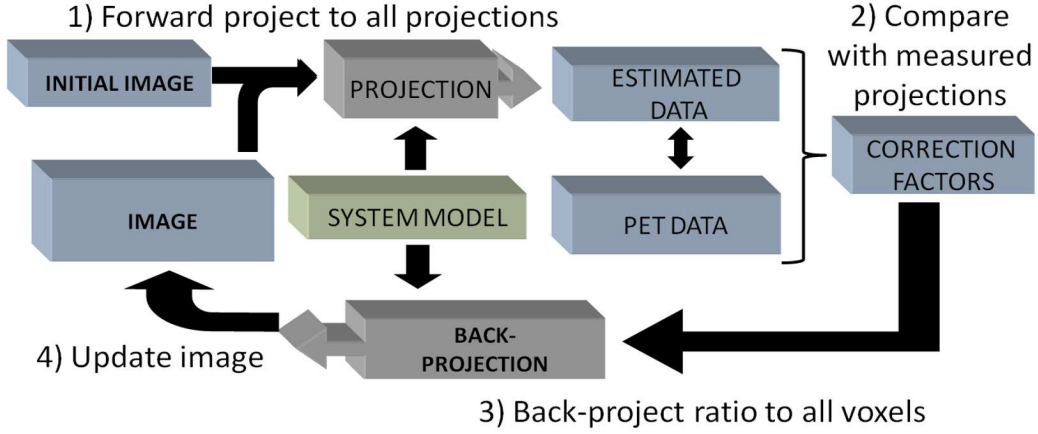 1) Forward project to all projections
2) Compare
with measured
projections
INITIAL IMAGE
PROJECTION
ESTIMATED
DATA
CORRECTION
FACTORS
IMAGE
SYSTEM MODEL
PET DATA
BACK-
PROJECTION
4) Update image
3) Back-project ratio to all voxels